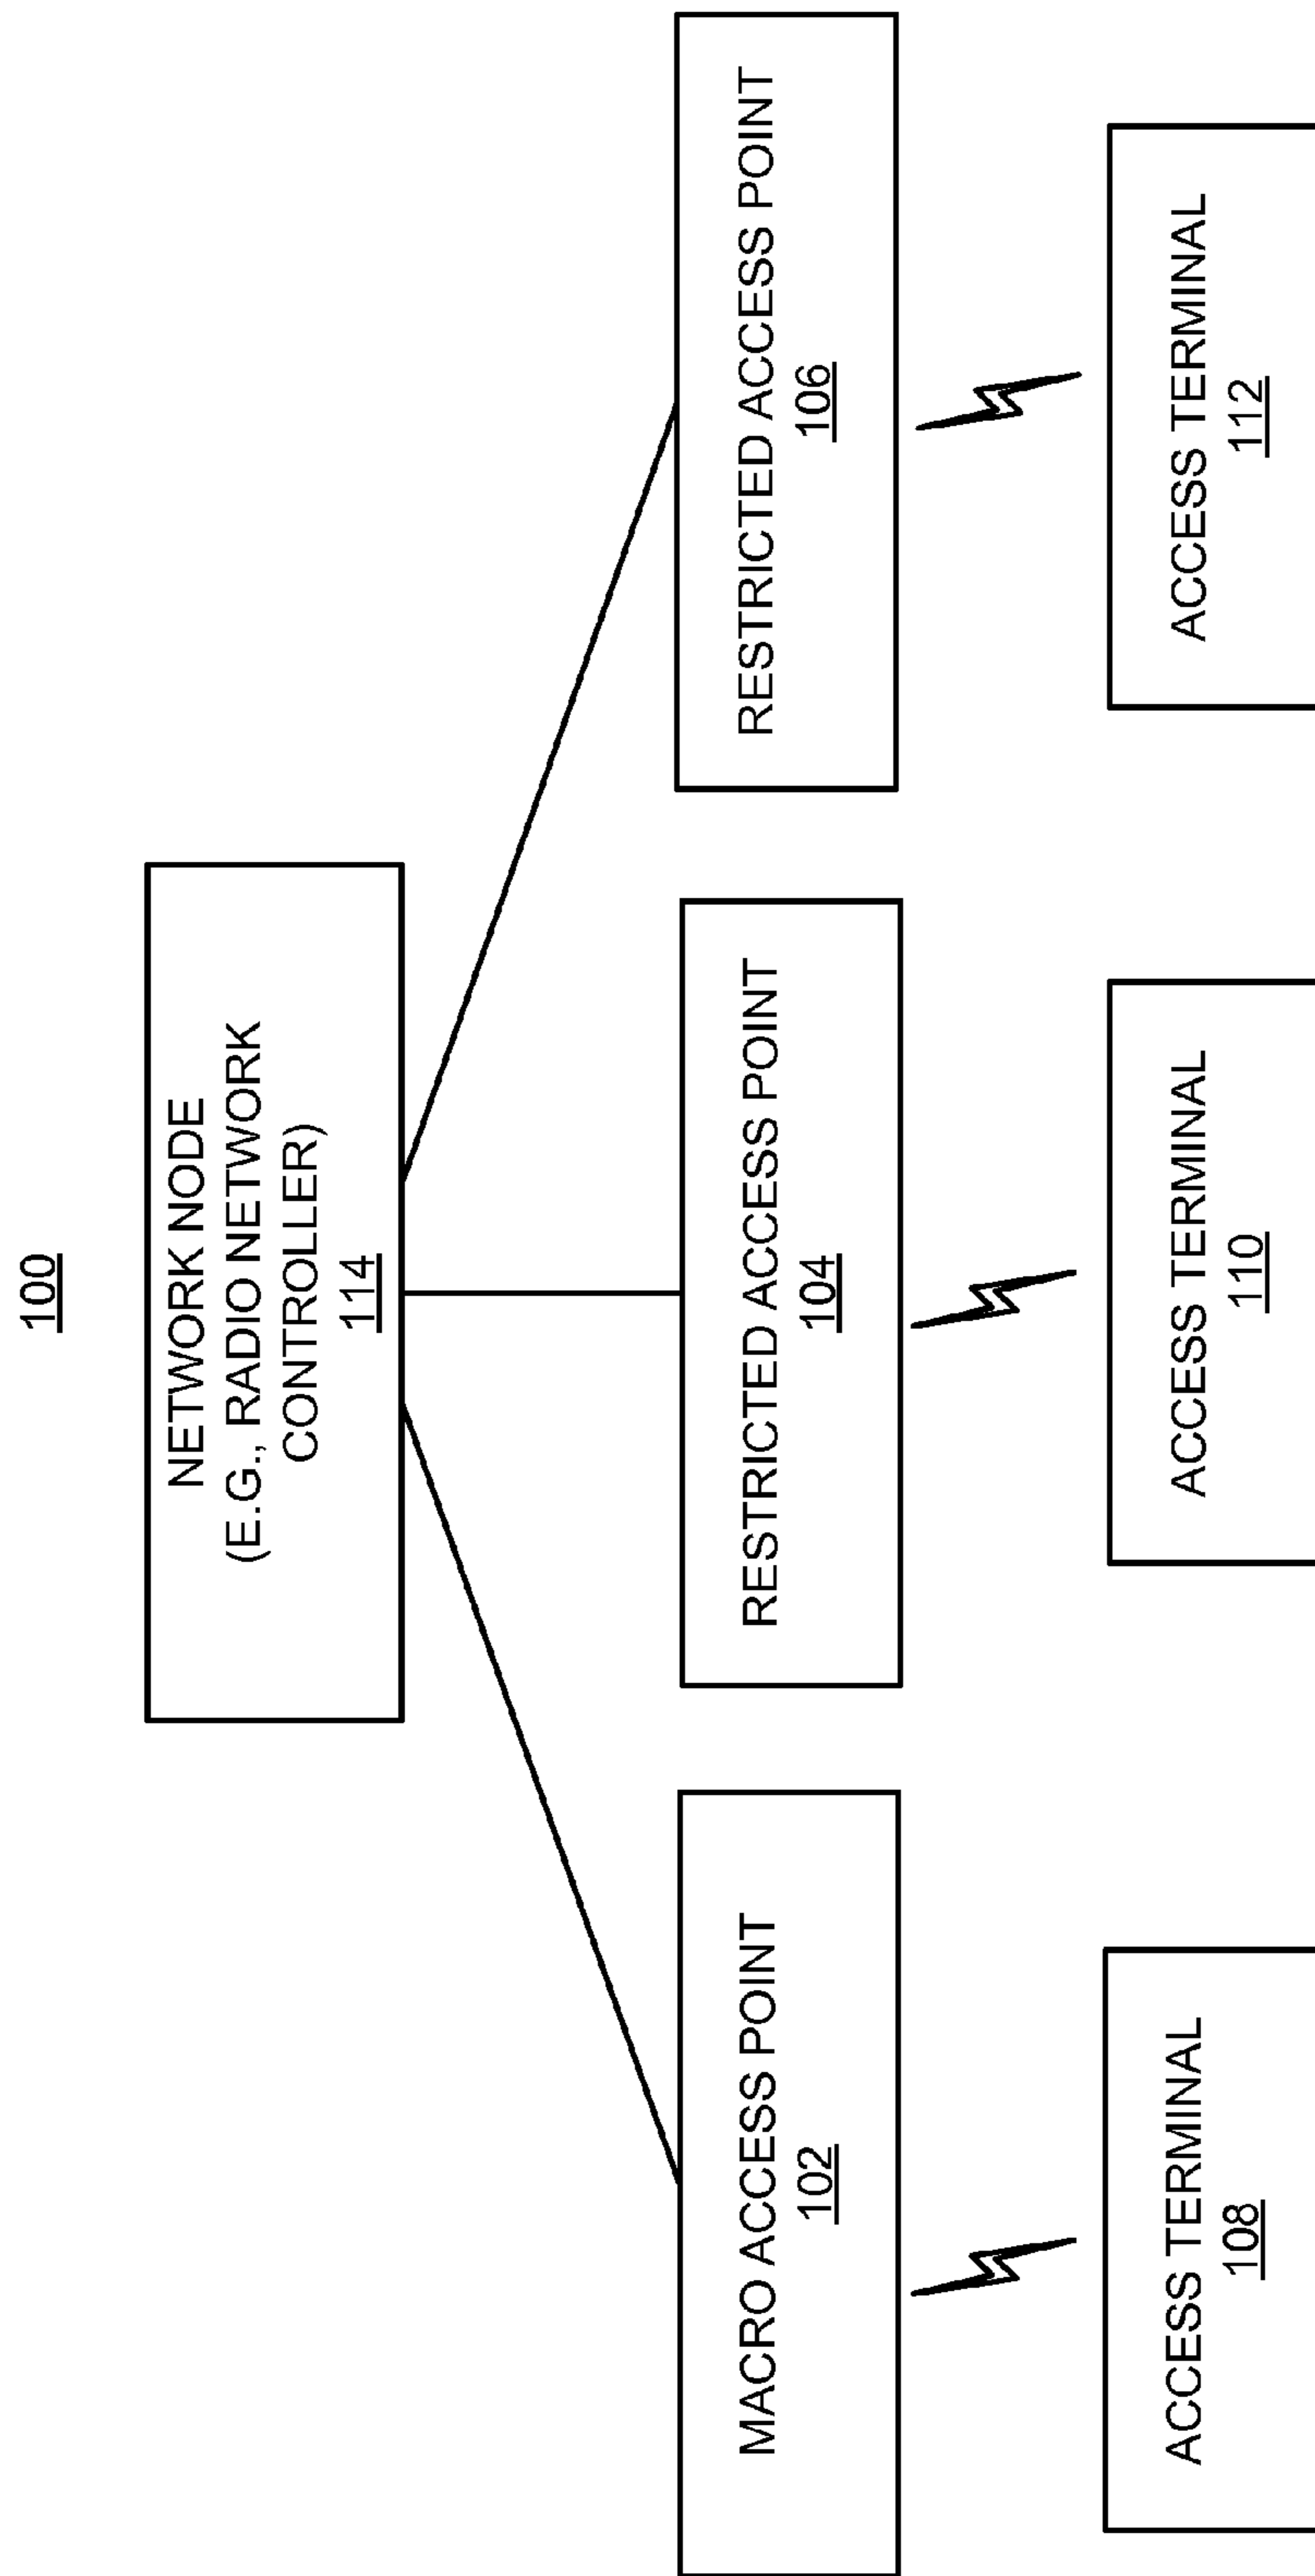 100
NETWORK NODE
(E.G., RADIO NETWORK
CONTROLLER)
114
MACRO ACCESS POINT
102
RESTRICTED ACCESS POINT
104
RESTRICTED ACCESS POINT
106
ACCESS TERMINAL
108
ACCESS TERMINAL
110
ACCESS TERMINAL
112